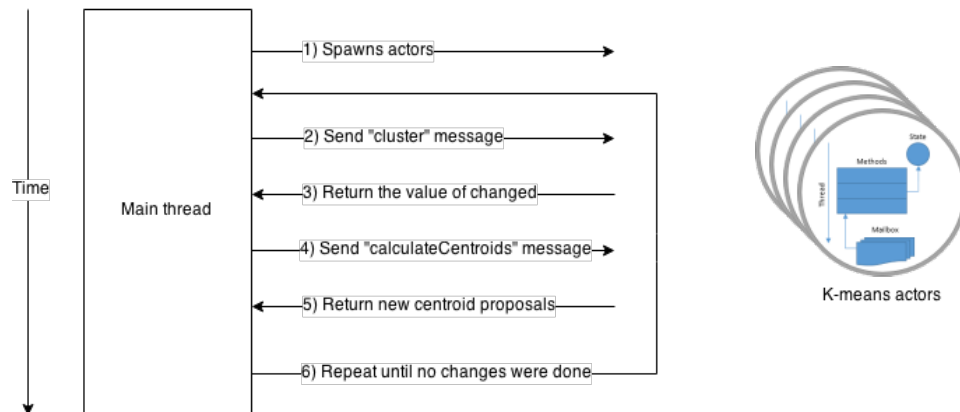 1) Spawns actors
2) Send "cluster" message
Time
3) Return the value of changed
Main thread
4) Send "calculateCentroids" message
5) Return new centroid proposals
6) Repeat until no changes were done
State
Methods
Thread
Mailbox
K-means actors